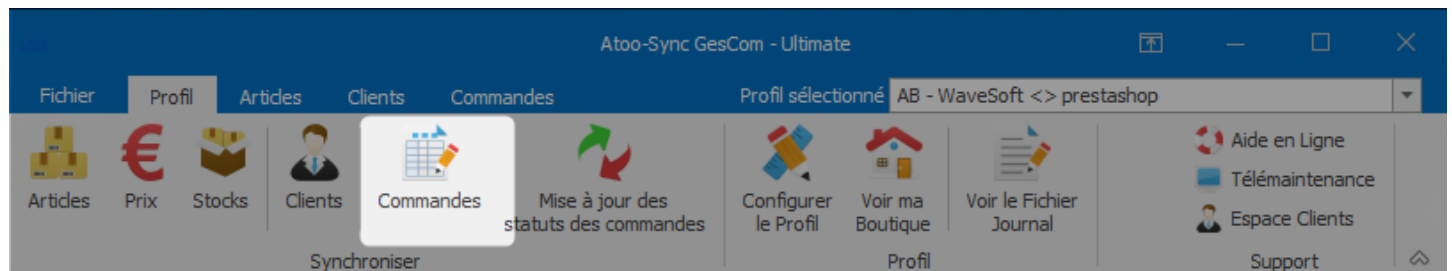 Atoo-Sync GesCom - Ultimate
Fichier Profil Articles Clients Commandes Profil sélectionné AB - WaveSoft <> prestashop
Articles Prix Stocks Clients Commandes Mise à jour des statuts des commandes Configurer le Profil Voir ma Boutique Voir le Fichier Journal
Aide en Ligne
Télémaintenance
Espace Clients
Synchroniser Profil Support